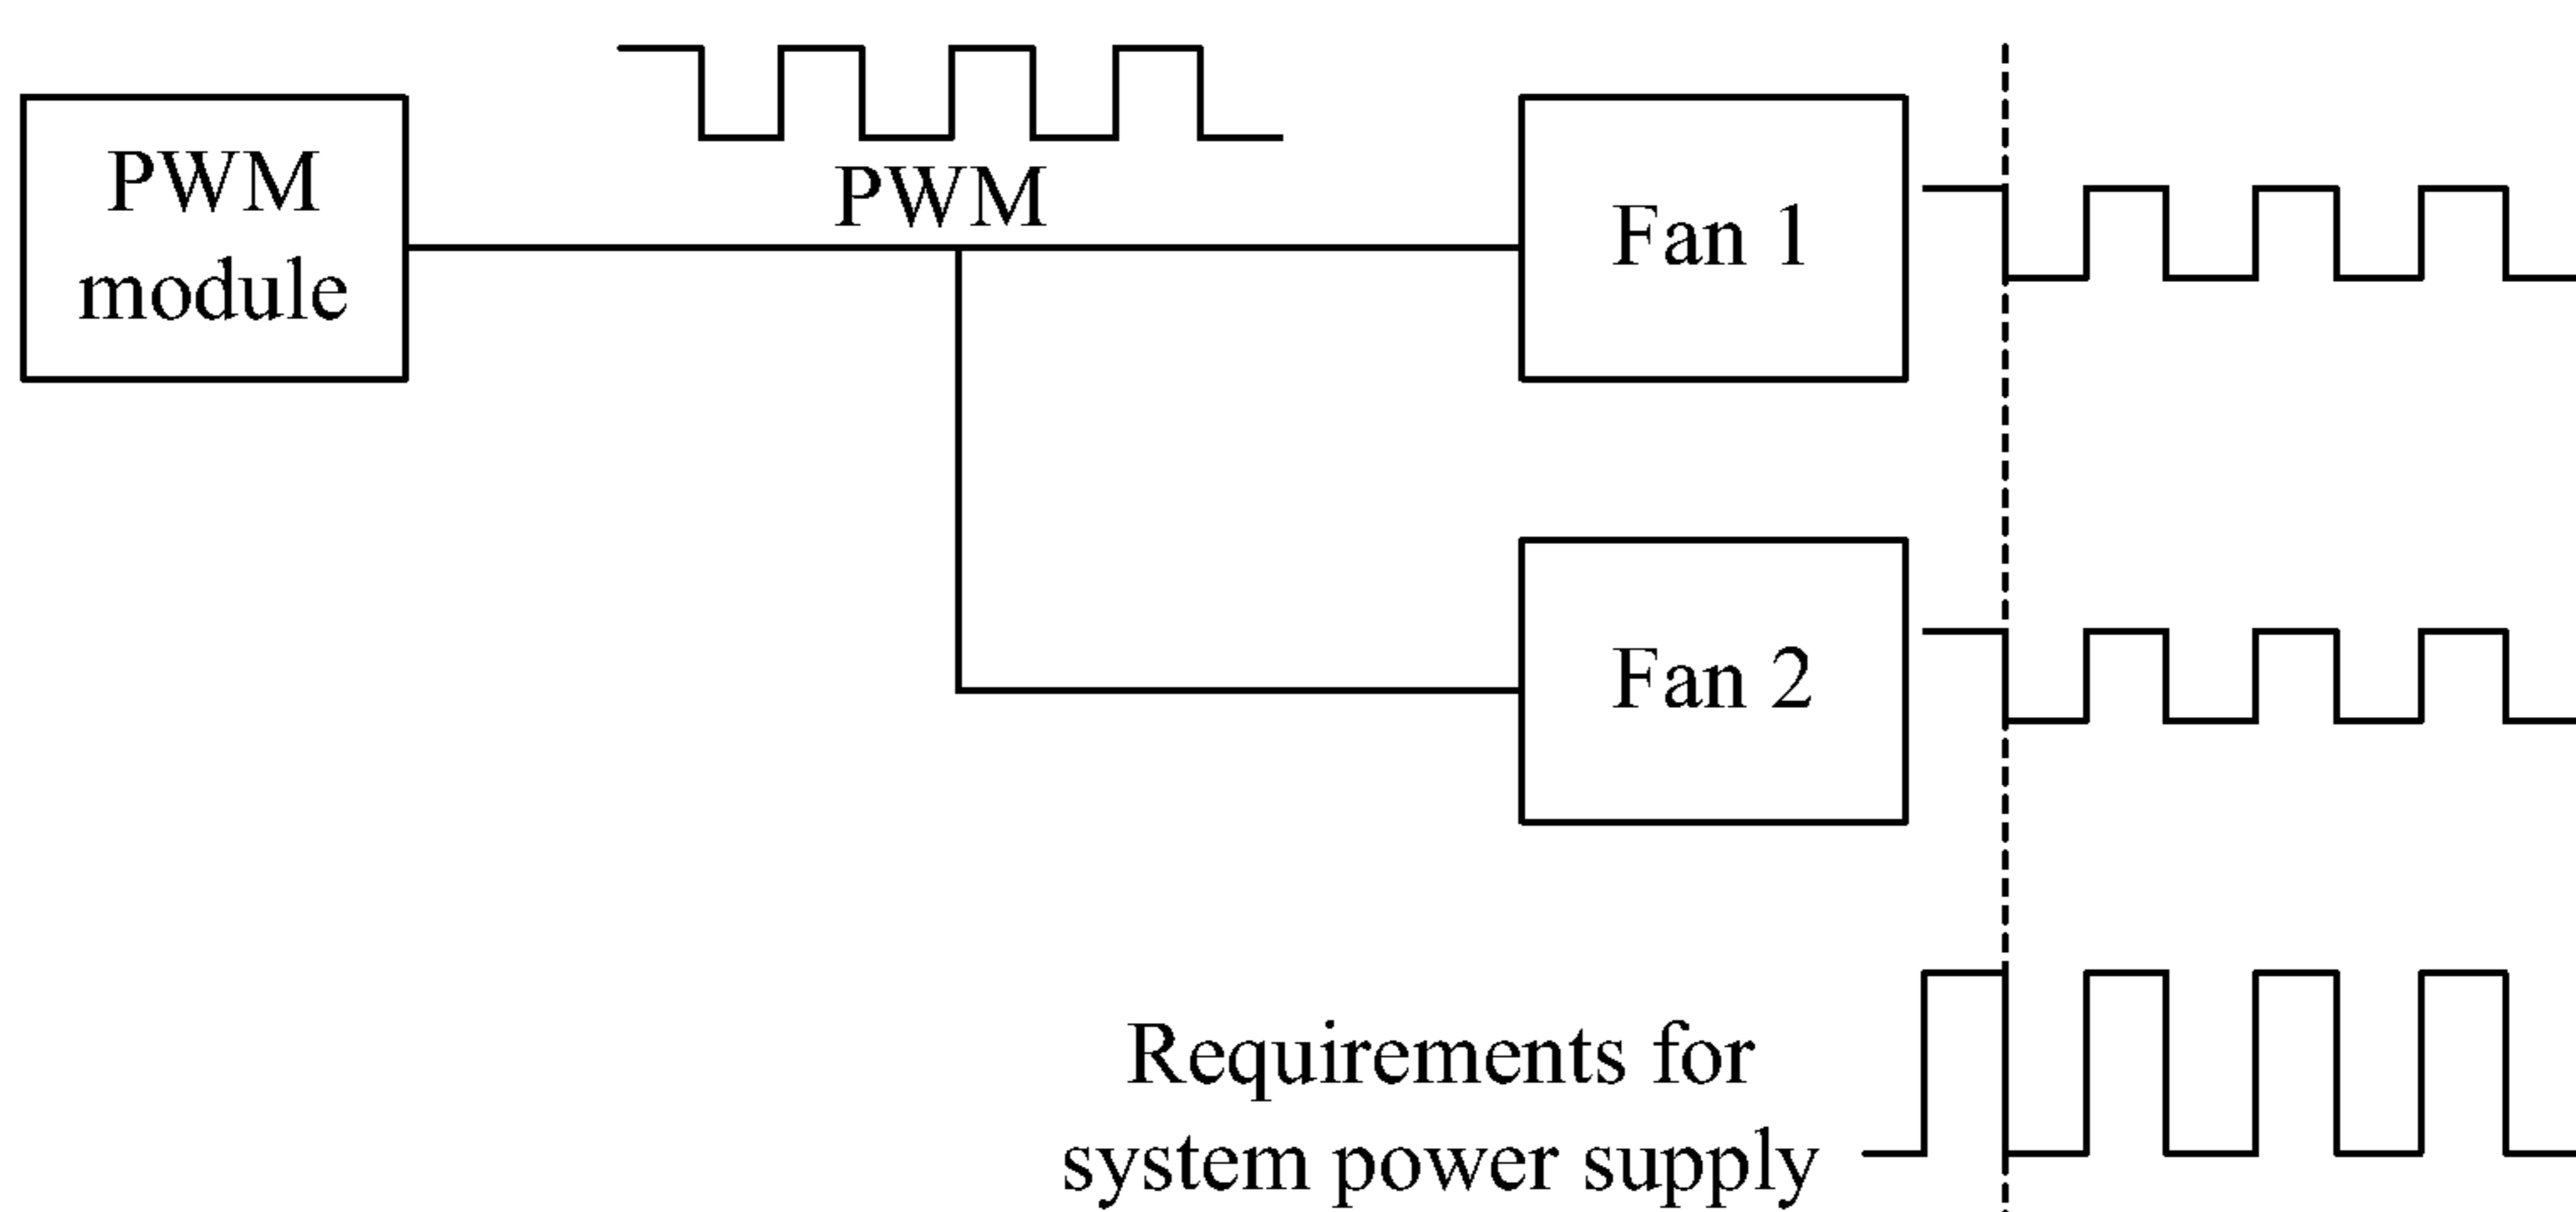 PWM
module
PWM
Fan 1
Fan 2
Requirements for
system power supply